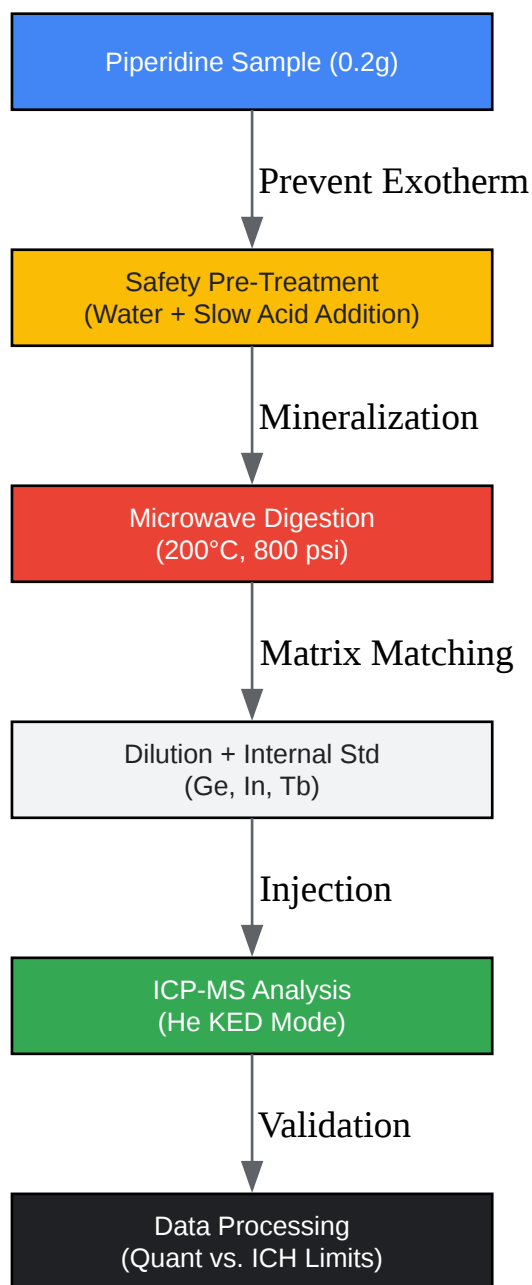 Piperidine Sample (0.2g)
Prevent Exotherm
Safety Pre-Treatment
(Water + Slow Acid Addition)
Mineralization
Microwave Digestion
(200°C, 800 psi)
Matrix Matching
Dilution + Internal Std
(Ge, In, Tb)
Injection
ICP-MS Analysis
(He KED Mode)
Validation
Data Processing
(Quant vs. ICH Limits)